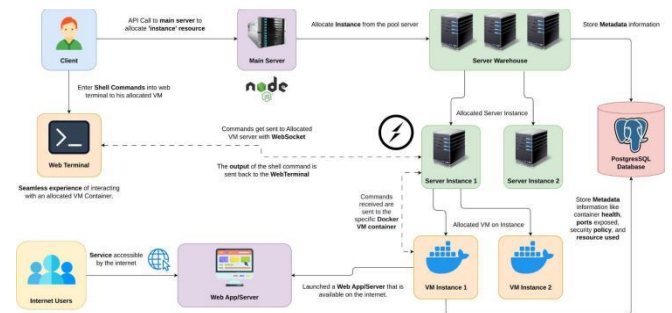 API Call to main server to
allocate 'instance' resource
Allocate Instance from the pool server
Store Metadata information
Client
Main Server
Server Warehouse
node
JS
Enter Shell Commands into web
terminal to his allocated VM
Allocated Server Instance
Commands get sent to Allocated
VM server with WebSocket
Web Terminal
The output of the shell command is
sent back to the WebTerminal
Server Instance 1
Server Instance 2
PostgreSQL
Database
Seamless experience of interacting
with an allocated VM Container.
Commands
received are
sent to the
specific Docker
VM container
Allocated VM on Instance
Store Metadata
information like
container health,
ports exposed,
security policy, and
resource used
Service accessible
by the internet
Internet Users
Web App/Server
Launched a Web App/Server that is
available on the internet.
VM Instance 1
VM Instance 2